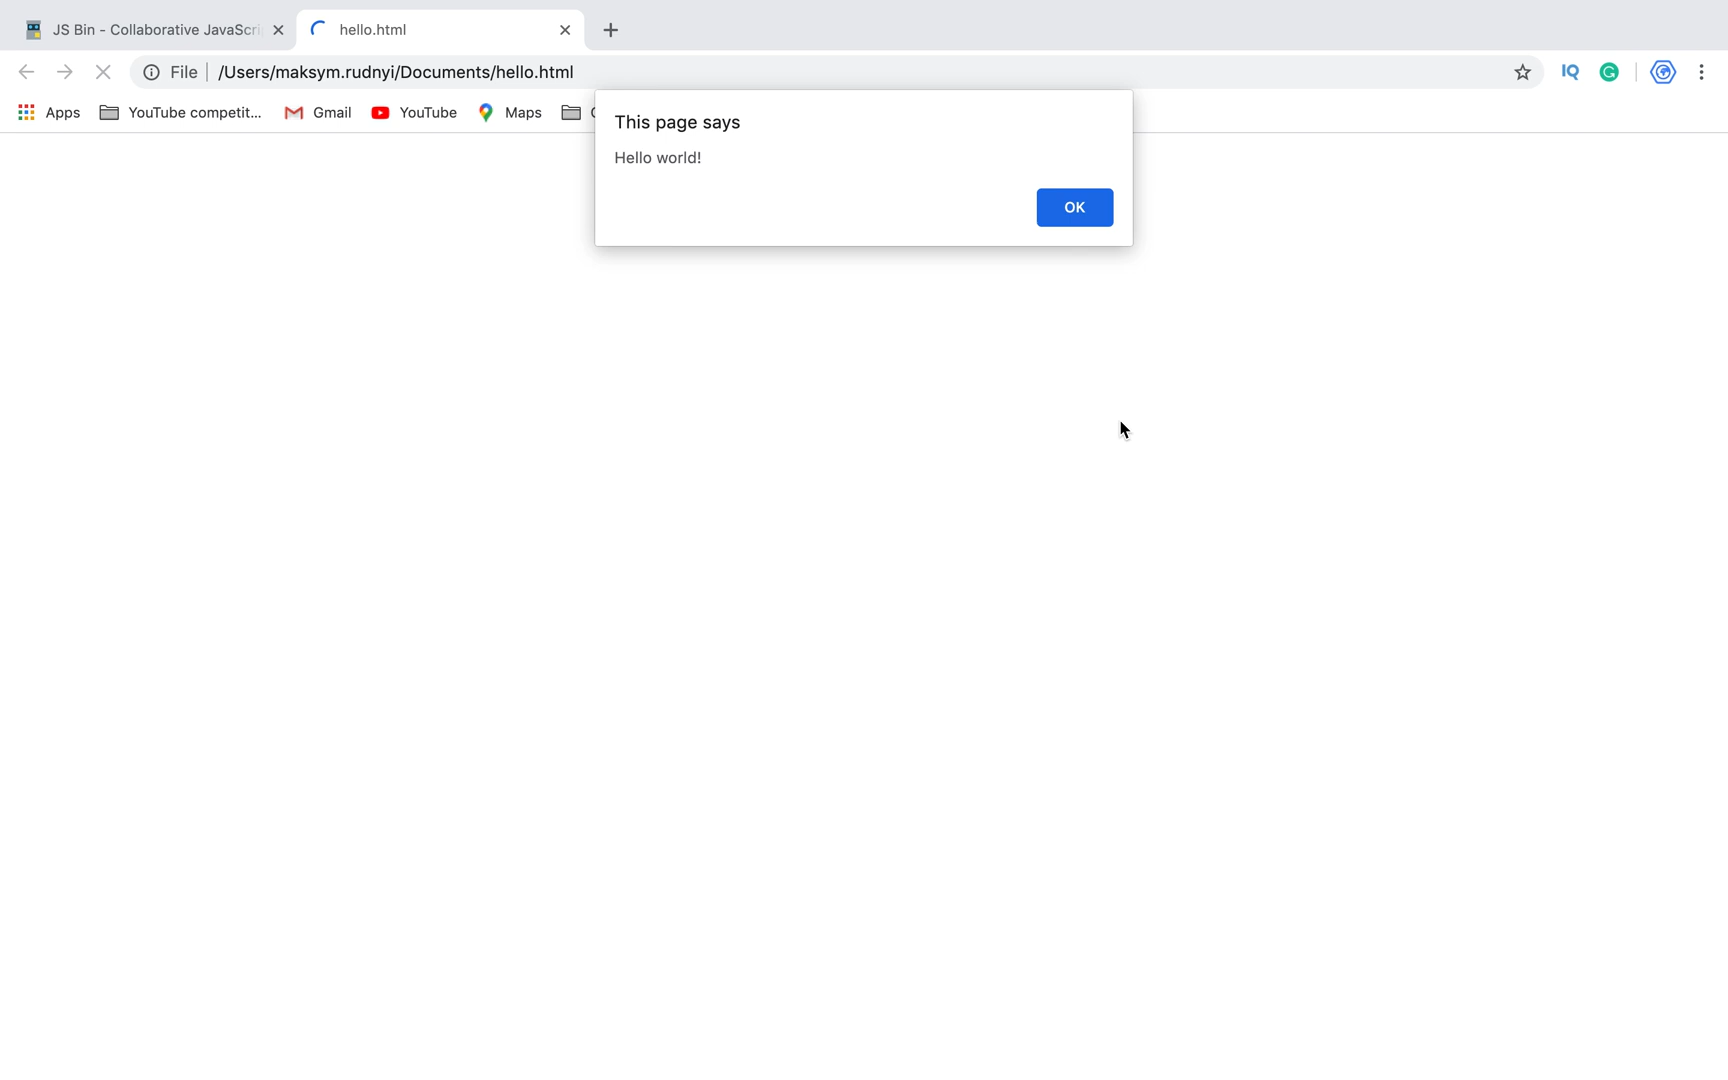 JS Bin - Collaborative JavaScri
hello.html
File
/Users/maksym.rudnyi/Documents/hello.html
IQ
Apps
YouTube competit...
Gmail
YouTube
Maps
This page says
Hello world!
OK